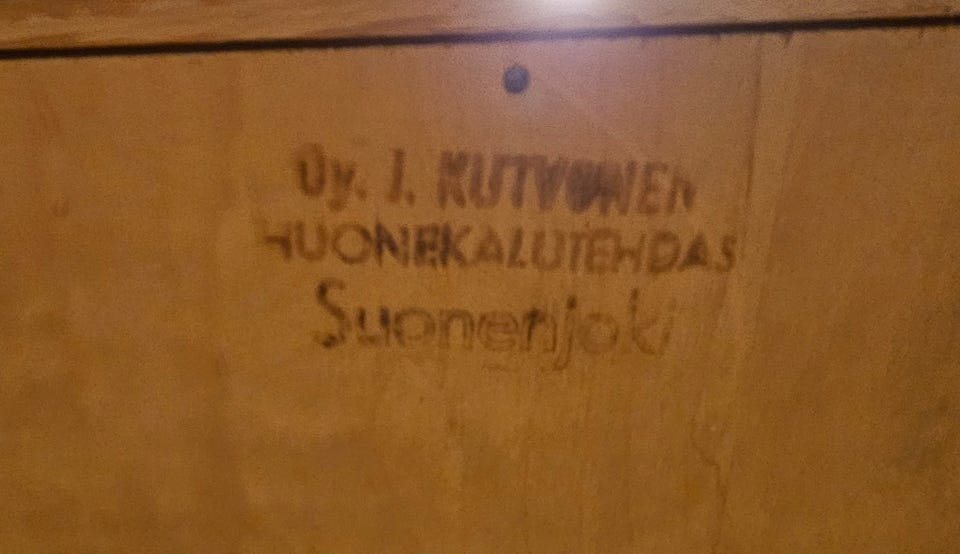 Oy. I. KUTVONEN
HUONEKALUTEHDAS
Suonenjoki